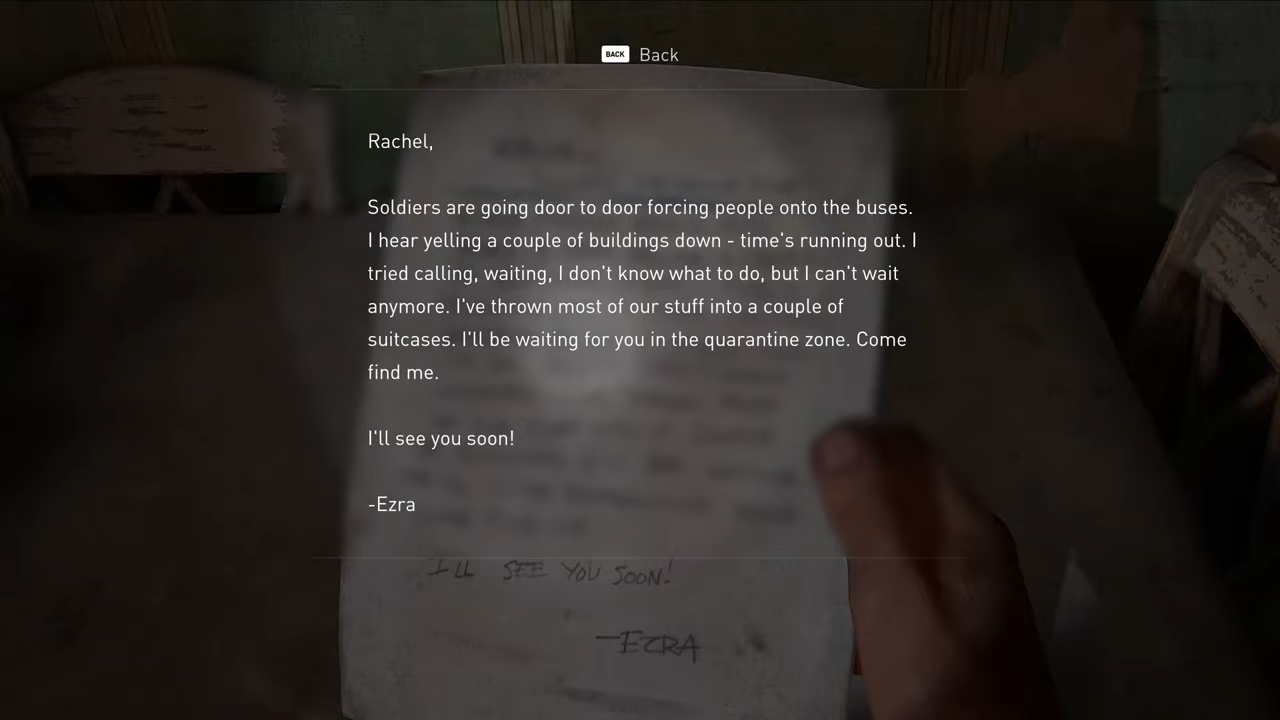 BACK Back
Rachel,
Soldiers are going door to door forcing people onto the buses.
I hear yelling a couple of buildings down - time's running out. I
tried calling, waiting, I don't know what to do, but I can't wait
anymore. I've thrown most of our stuff into a couple of
suitcases. I'll be waiting for you in the quarantine zone. Come
find me.
I'll see you soon!
-Ezra
I'LL SEE YOU SOON!
-EZRA